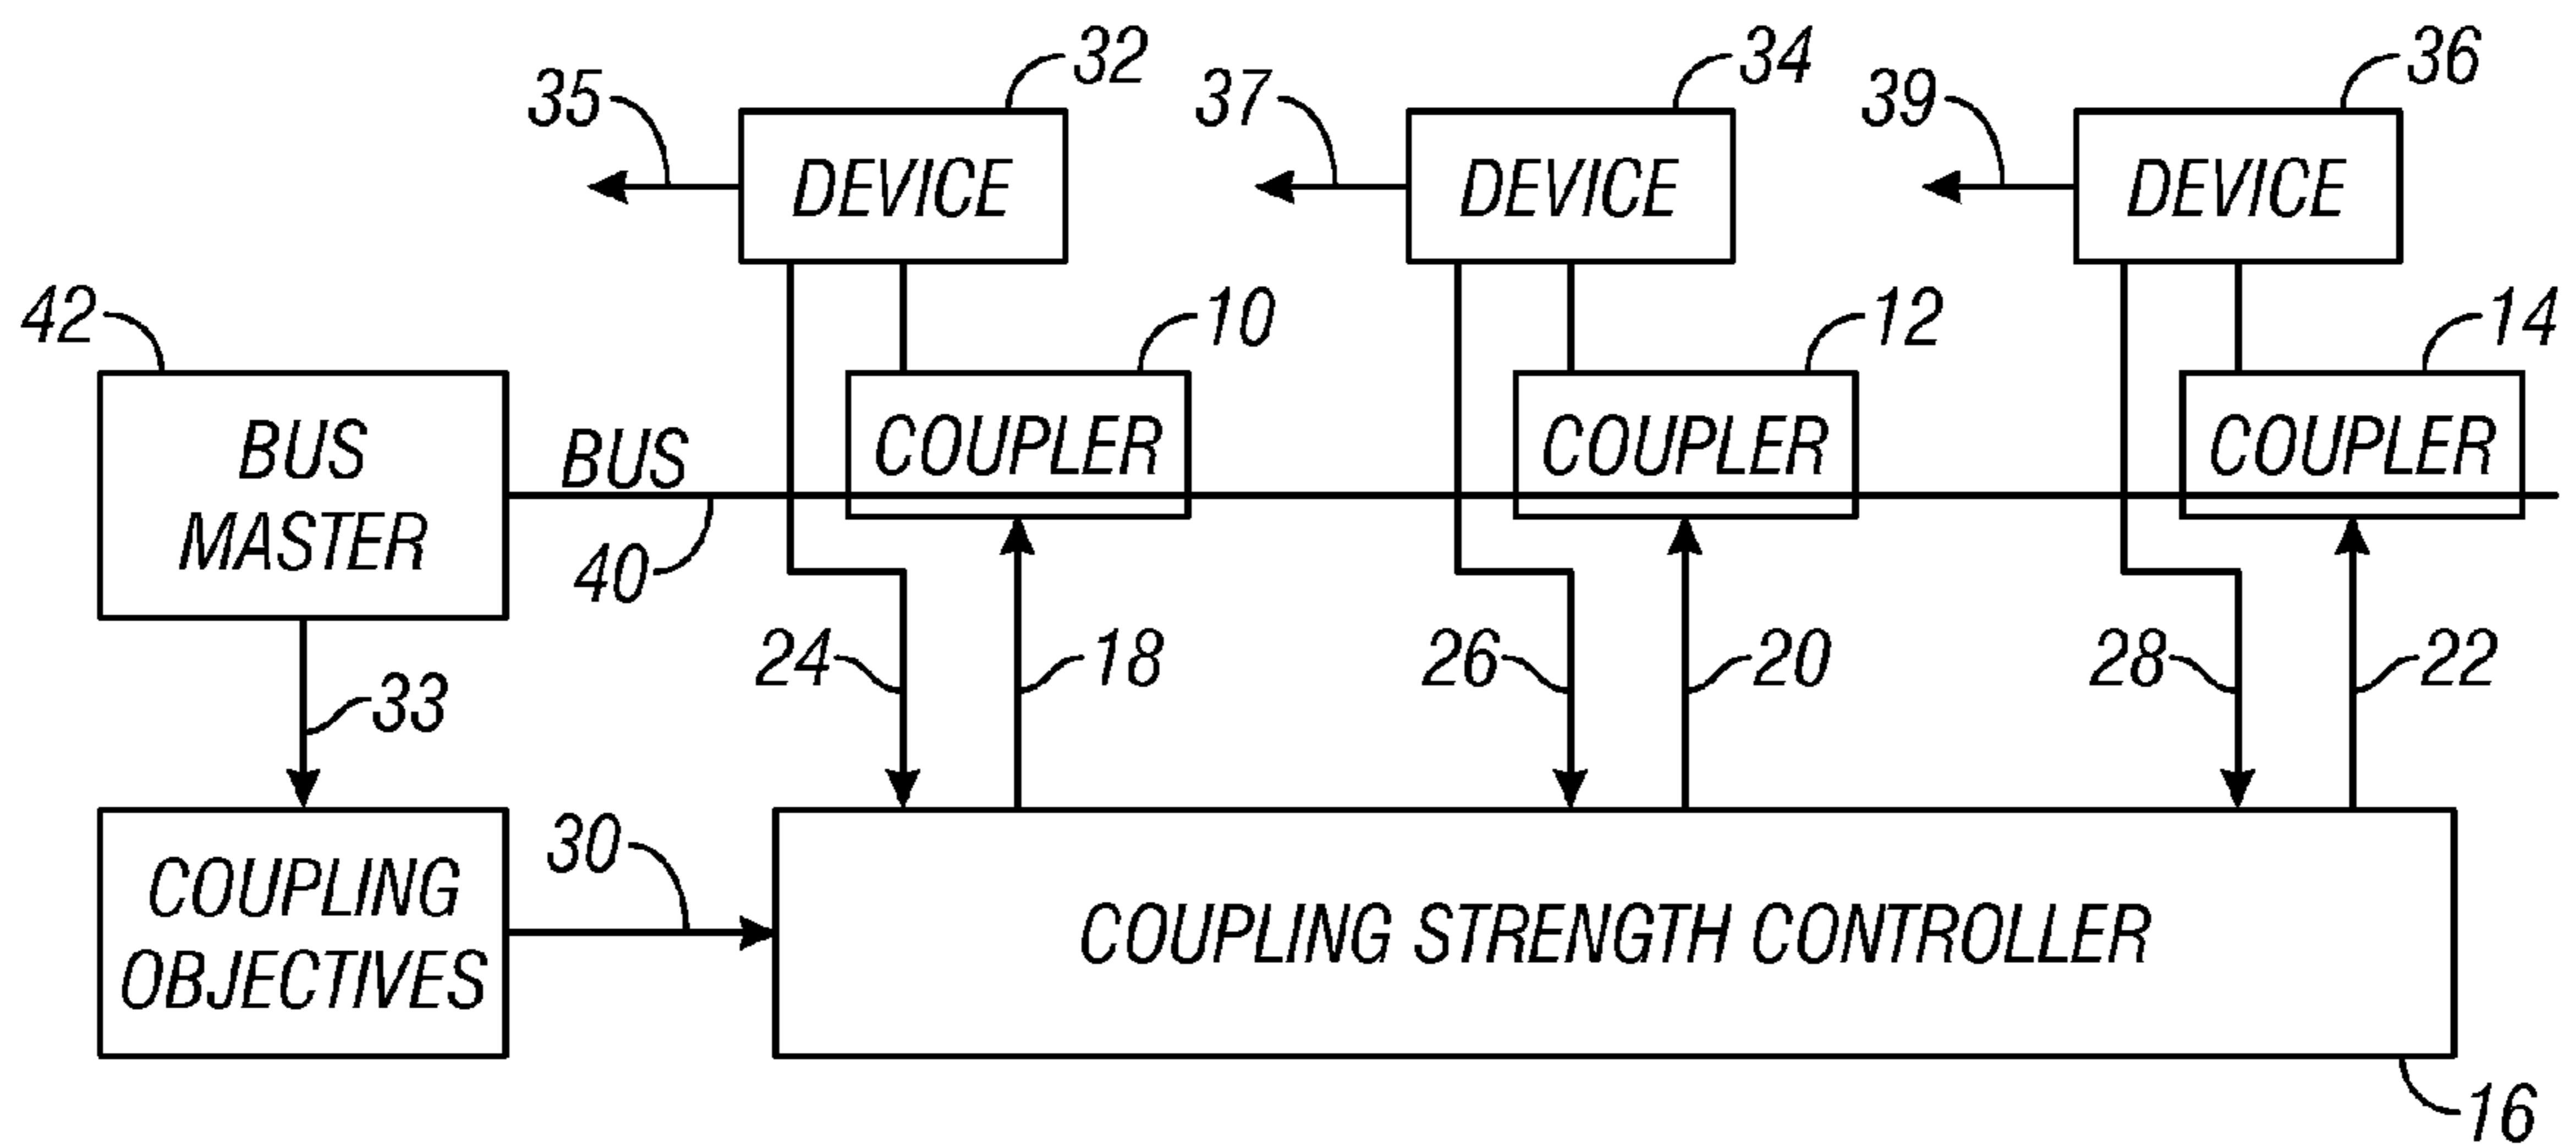 32
34
36
35
37
39
DEVICE
DEVICE
DEVICE
42
10
12
14
BUS
MASTER
BUS
COUPLER
COUPLER
COUPLER
40
24
18
26
20
28
22
33
30
COUPLING
OBJECTIVES
COUPLING STRENGTH CONTROLLER
16